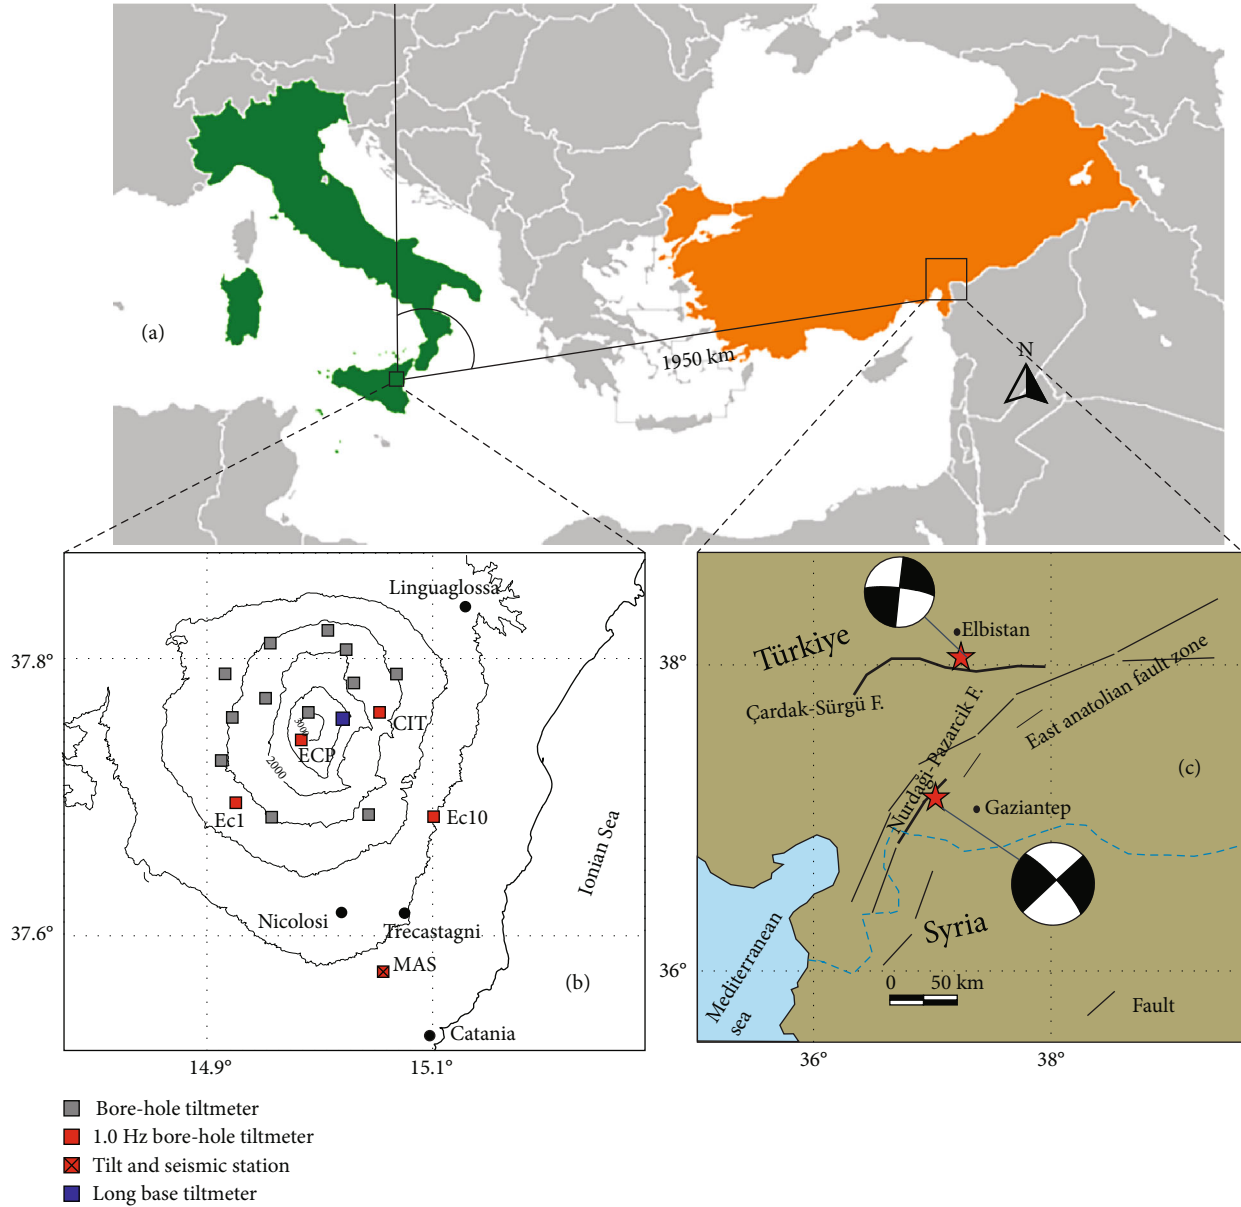 (a)
1950 km
N
Linguaglossa
37.8°
CIT
3000
ECP
2000
Ec1
Ec10
Ionian Sea
Nicolosi
Trecastagni
37.6°
MAS
(b)
Catania
14.9°
15.1°
Elbistan
Türkiye
38°
Çardak-Sürgü F.
East anatolian fault zone
Nurdaği-Pazarcik F.
(c)
Gaziantep
Syria
Mediterranean
sea
36°
0 50 km
Fault
36°
38°
Bore-hole tiltmeter
1.0 Hz bore-hole tiltmeter
Tilt and seismic station
Long base tiltmeter